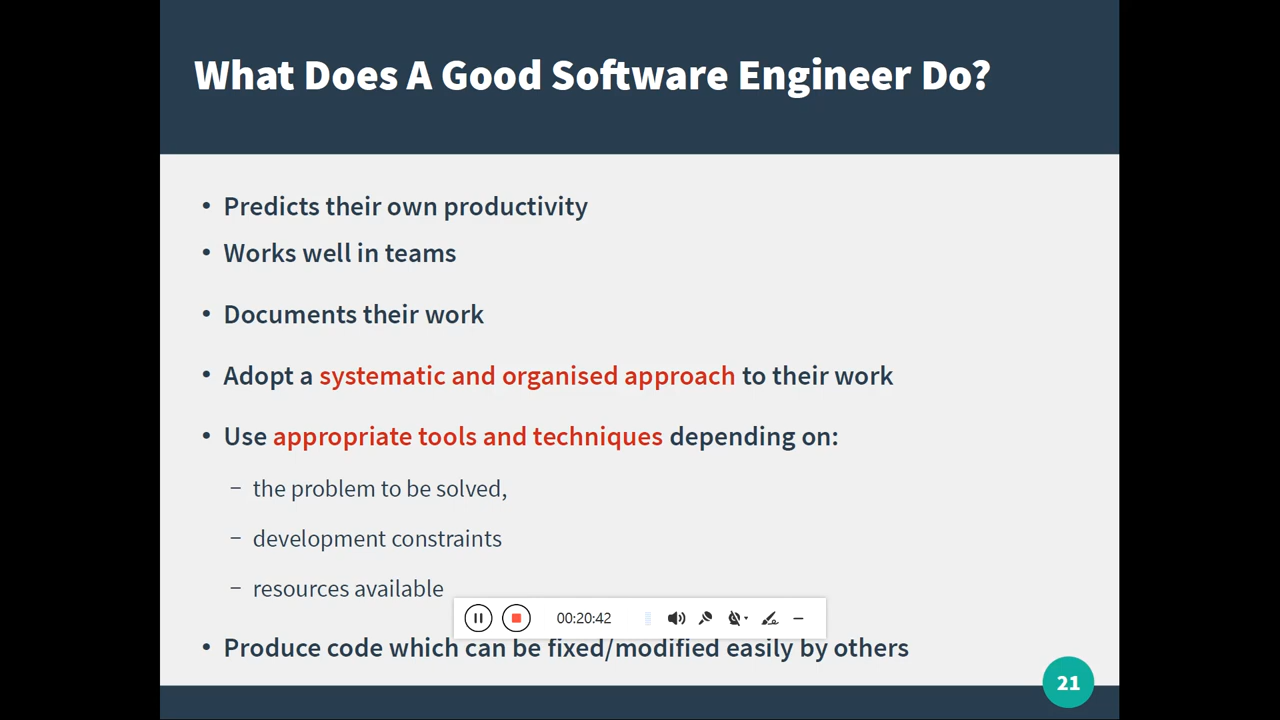 What Does A Good Software Engineer Do?
• Predicts their own productivity
• Works well in teams
• Documents their work
• Adopt a systematic and organised approach to their work
• Use appropriate tools and techniques depending on:
– the problem to be solved,
– development constraints
– resources available
00:20:42
• Produce code which can be fixed/modified easily by others
21